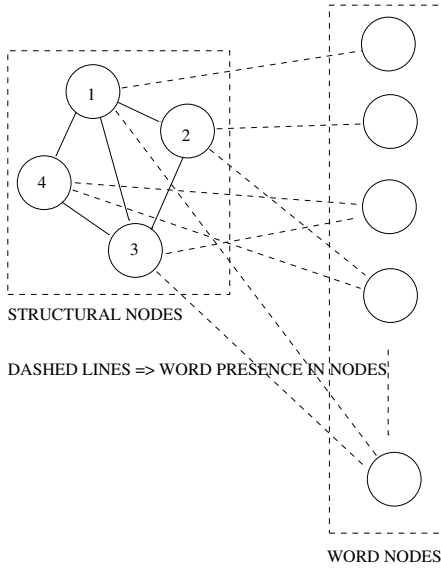 1
2
4
3
STRUCTURAL NODES
DASHED LINES => WORD PRESENCE IN NODES
WORD NODES